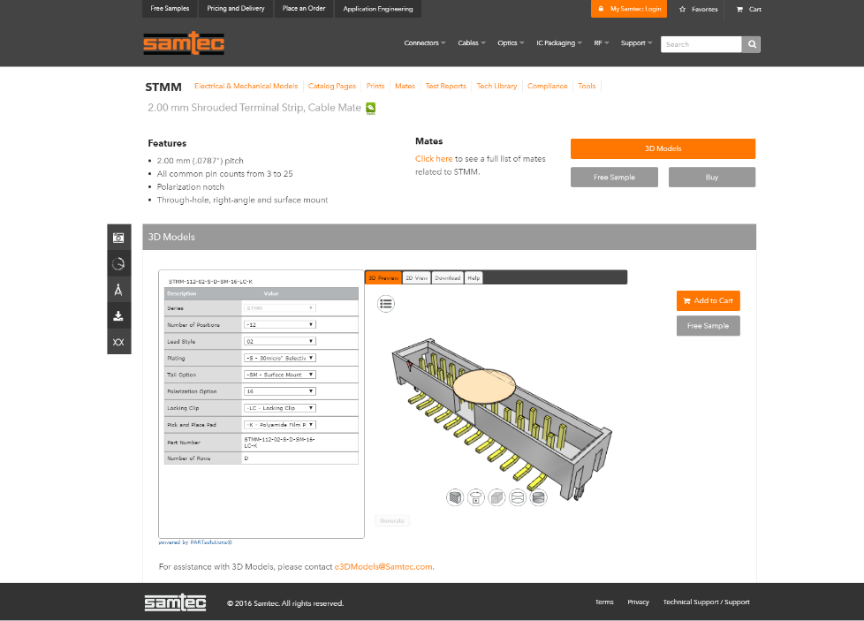 Free Samples Pricing and Delivery Place an Order Application Engineering My Samtec Login Favorites Cart
samtec Connectors Cables Optics IC Packaging RF Support Search
STMM Electrical & Mechanical Models Catalog Pages Prints Mates Test Reports Tech Library Compliance Tools
2.00 mm Shrouded Terminal Strip, Cable Mate
Features
• 2.00 mm (.0787") pitch
• All common pin counts from 3 to 25
• Polarization notch
• Through-hole, right-angle and surface mount
Mates
Click here to see a full list of mates
related to STMM.
3D Models
Free Sample Buy
3D Models
STMM-112-02-S-D-SM-16-LC-K
Description Value
Series STMM
Number of Positions -12
Lead Style 02
Plating -S - 30micro" Selectiv
Tail Option -SM - Surface Mount
Polarization Option 16
Locking Clip -LC - Locking Clip
Pick and Place Pad -K - Polyamide Film P
Part Number STMM-112-02-S-D-SM-16-
LC-K
Number of Rows D
powered by PARTsolutions®
3D Preview 2D View Download Help
Add to Cart
Free Sample
For assistance with 3D Models, please contact e3DModels@Samtec.com.
samtec © 2016 Samtec. All rights reserved. Terms Privacy Technical Support / Support